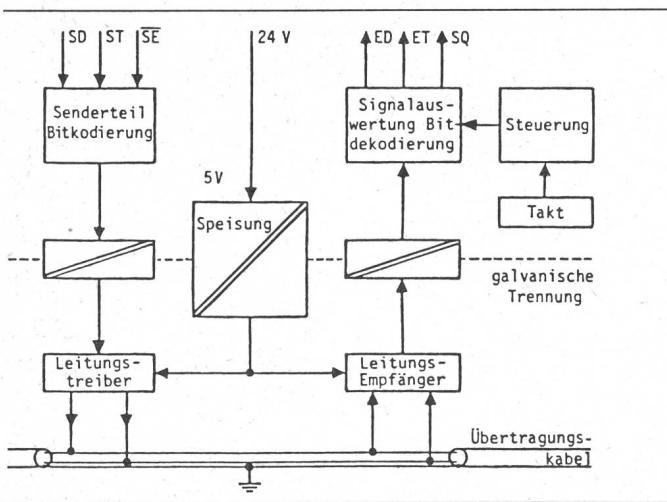 SD ST S̅E̅ 24 V ED ET SQ
Senderteil
Bitkodierung
Signalaus-
wertung Bit
dekodierung
Steuerung
5V
Speisung
Takt
galvanische
Trennung
Leitungs-
treiber
Leitungs-
Empfänger
Übertragungs-
kabel